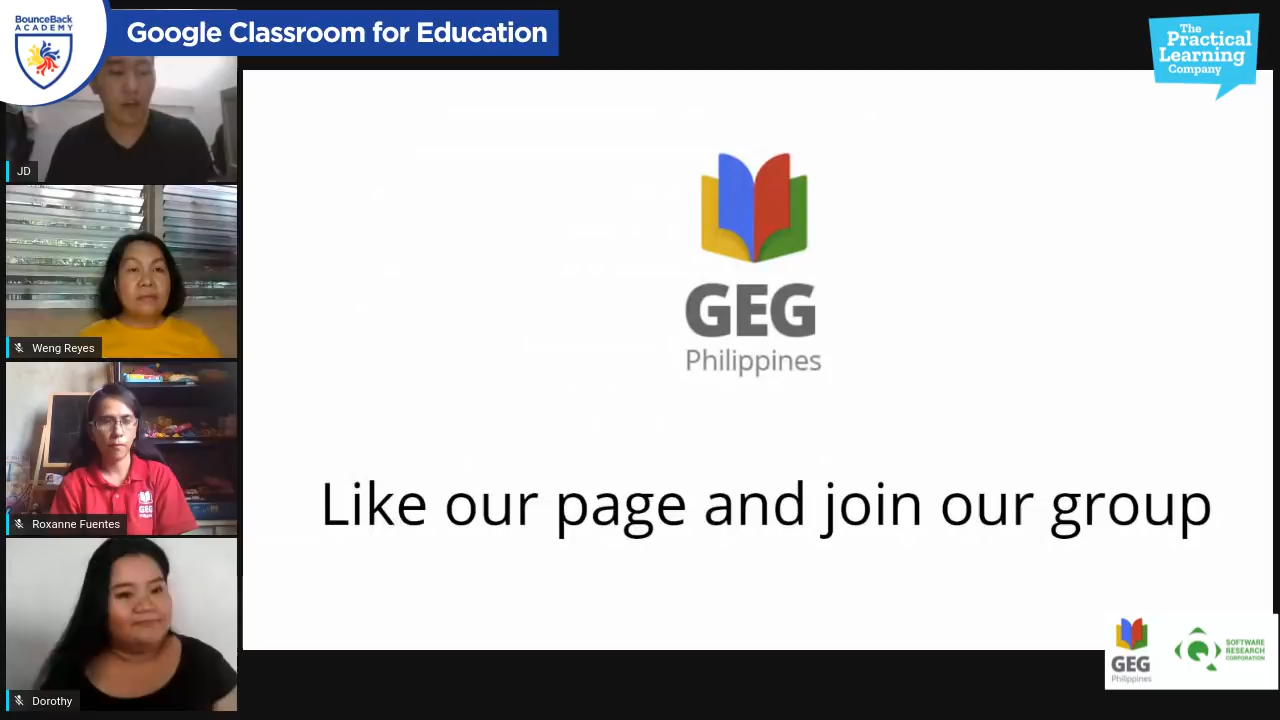 BounceBack
ACADEMY
Google Classroom for Education
The
Practical
Learning
Company
JD
Weng Reyes
Roxanne Fuentes
Dorothy
GEG
Philippines
Like our page and join our group
GEG
GEG
Philippines
SOFTWARE
RESEARCH
CORPORATION